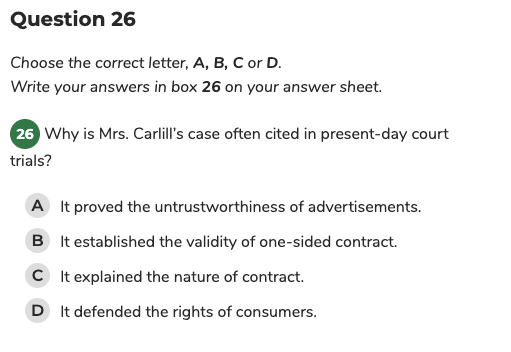 Question 26
Choose the correct letter, A, B, C or D.
Write your answers in box 26 on your answer sheet.
26 Why is Mrs. Carlill's case often cited in present-day court
trials?
A It proved the untrustworthiness of advertisements.
B It established the validity of one-sided contract.
C It explained the nature of contract.
D It defended the rights of consumers.